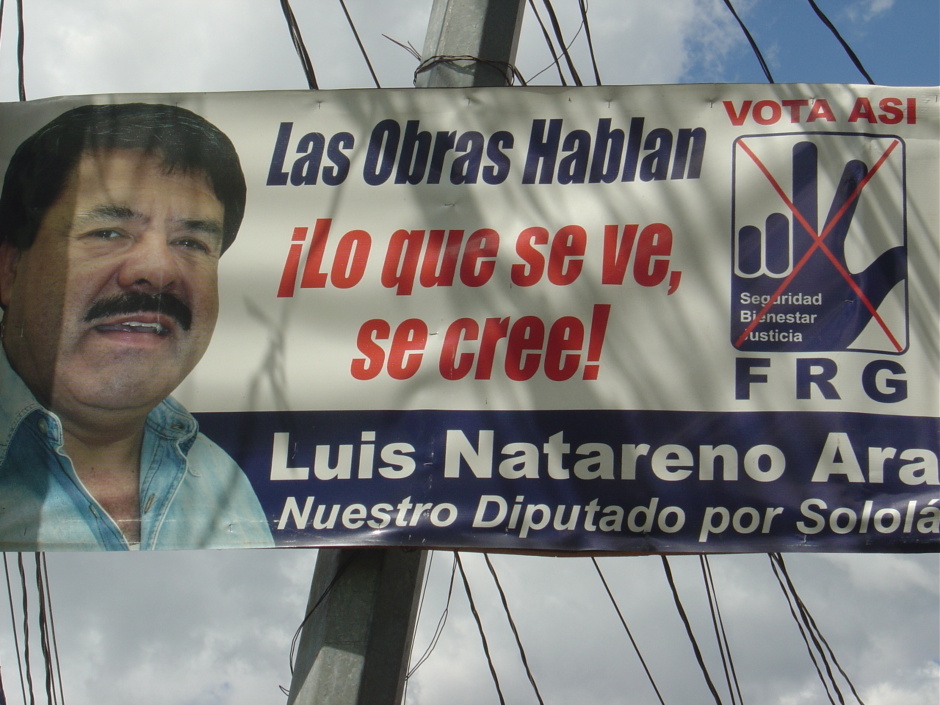 Las Obras Hablan
¡Lo que se ve,
se cree!
VOTA ASI
Seguridad
Bienestar
Justicia
FRG
Luis Natareno Ara
Nuestro Diputado por Sololá